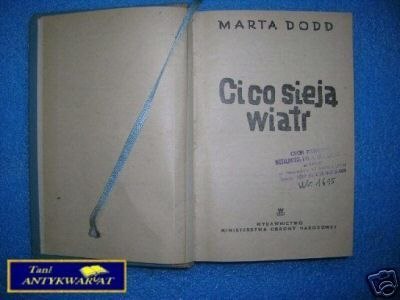 MARTA DODD
Ci co sieją
wiatr
WYDAWNICTWO
MINISTERSTWA OBRONY NARODOWEJ
Tani
ANTYKWARIAT